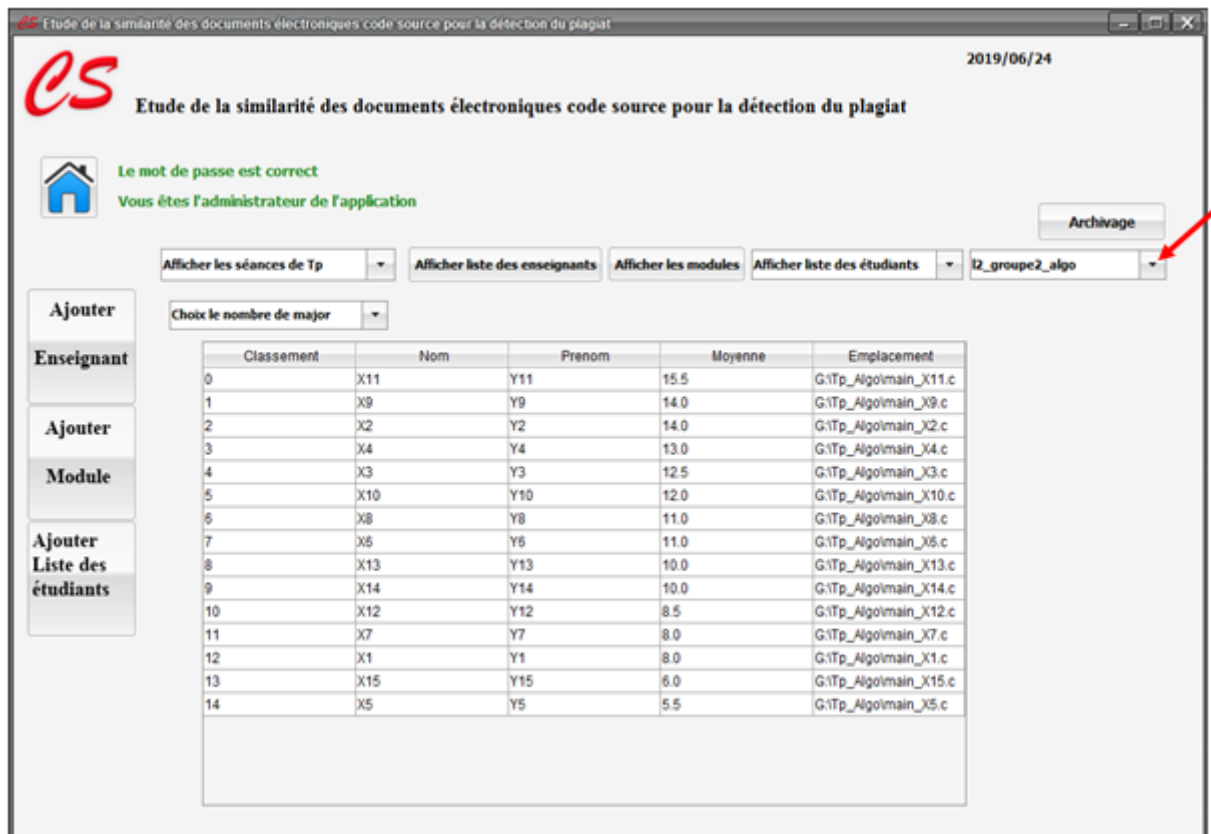 CS Etude de la similarité des documents électroniques code source pour la détection du plagiat
2019/06/24
CS
Etude de la similarité des documents électroniques code source pour la détection du plagiat
Le mot de passe est correct
Vous êtes l'administrateur de l'application
Archivage
Afficher les séances de Tp Afficher liste des enseignants Afficher les modules Afficher liste des étudiants l2_groupe2_algo
Ajouter
Enseignant
Ajouter
Module
Ajouter
Liste des
étudiants
Choix le nombre de major
Classement Nom Prenom Moyenne Emplacement
0 X11 Y11 15.5 G:\Tp_Algo\main_X11.c
1 X9 Y9 14.0 G:\Tp_Algo\main_X9.c
2 X2 Y2 14.0 G:\Tp_Algo\main_X2.c
3 X4 Y4 13.0 G:\Tp_Algo\main_X4.c
4 X3 Y3 12.5 G:\Tp_Algo\main_X3.c
5 X10 Y10 12.0 G:\Tp_Algo\main_X10.c
6 X8 Y8 11.0 G:\Tp_Algo\main_X8.c
7 X6 Y6 11.0 G:\Tp_Algo\main_X6.c
8 X13 Y13 10.0 G:\Tp_Algo\main_X13.c
9 X14 Y14 10.0 G:\Tp_Algo\main_X14.c
10 X12 Y12 8.5 G:\Tp_Algo\main_X12.c
11 X7 Y7 8.0 G:\Tp_Algo\main_X7.c
12 X1 Y1 8.0 G:\Tp_Algo\main_X1.c
13 X15 Y15 6.0 G:\Tp_Algo\main_X15.c
14 X5 Y5 5.5 G:\Tp_Algo\main_X5.c